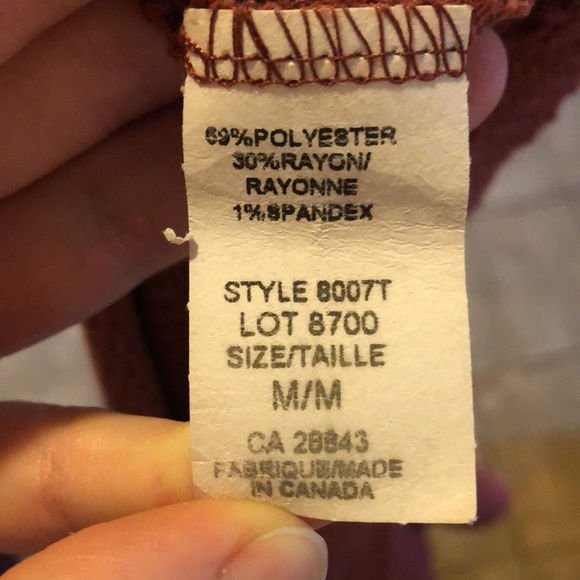 69%POLYESTER
30%RAYON/
RAYONNE
1%SPANDEX
STYLE 8007T
LOT 8700
SIZE/TAILLE
M/M
CA 28843
FABRIQUE/MADE
IN CANADA